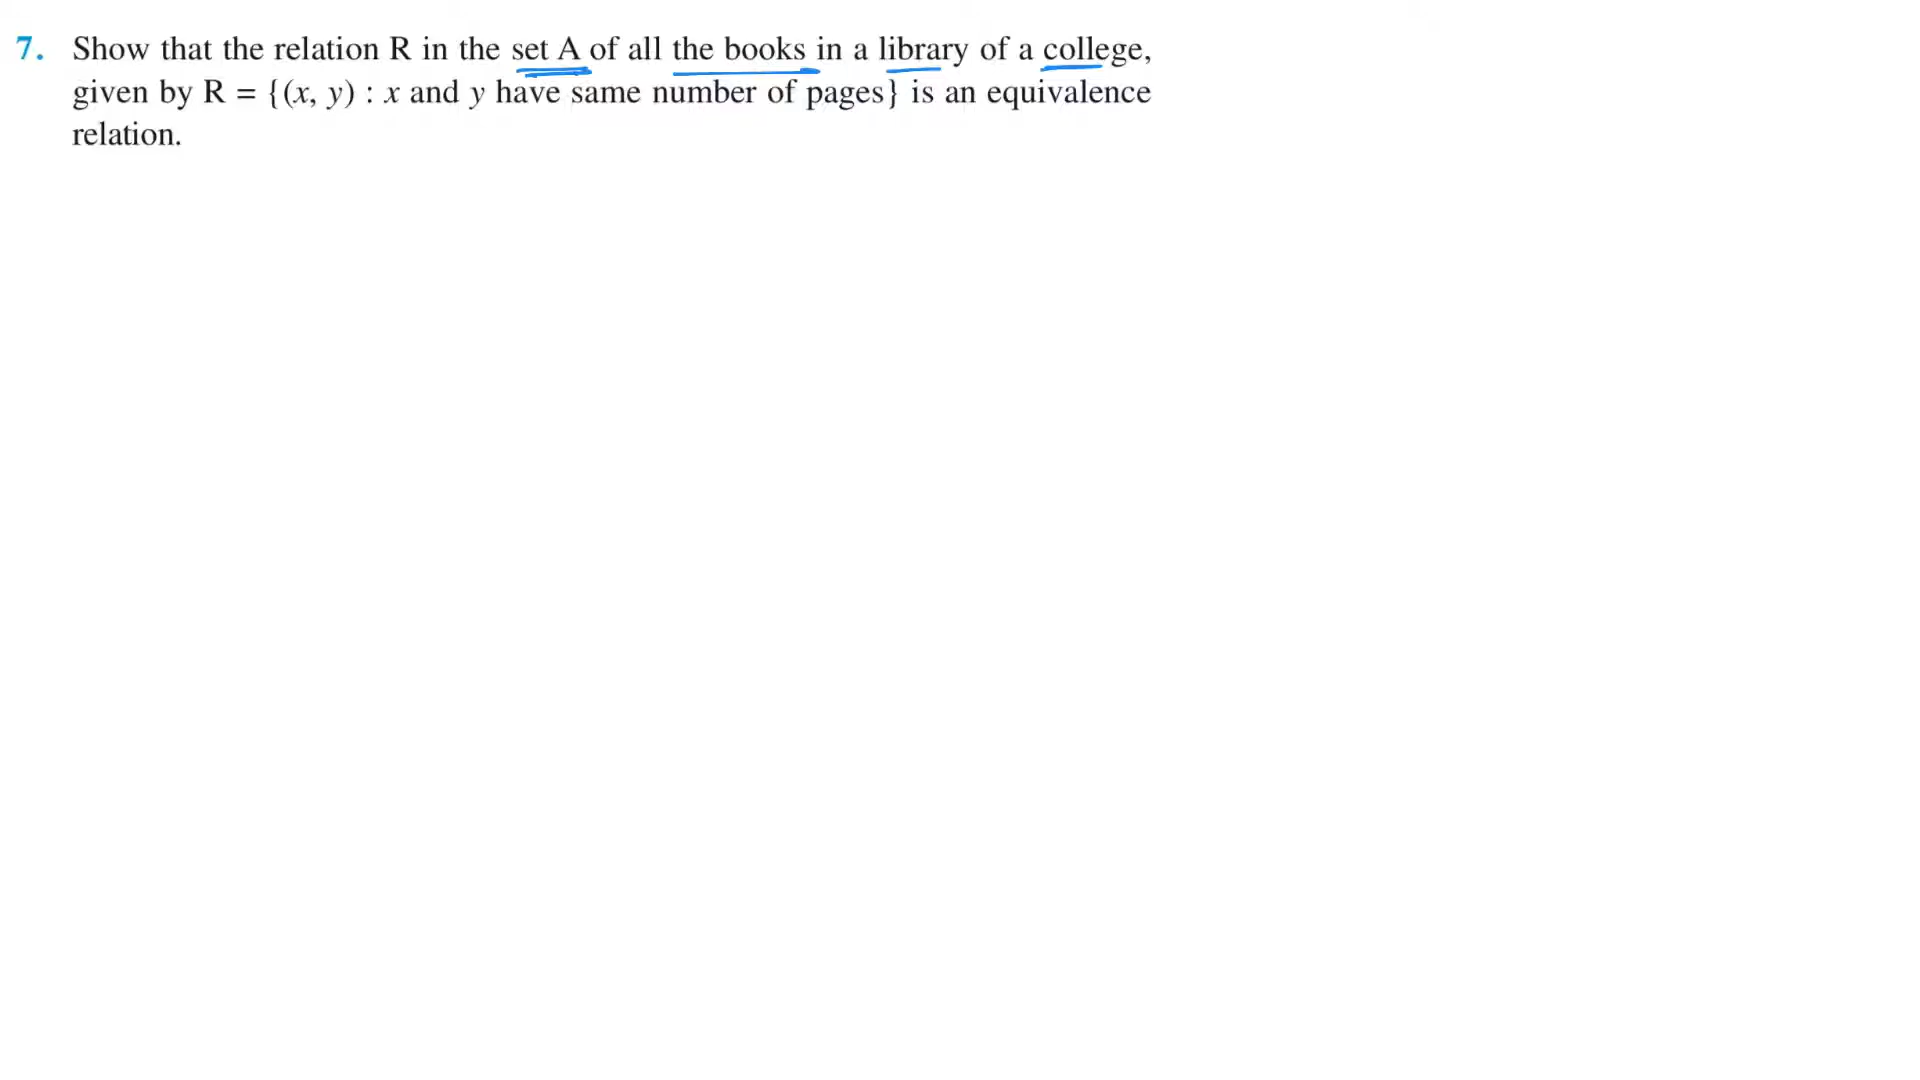 7. Show that the relation R in the set A of all the books in a library of a college,
given by R = {(x, y) : x and y have same number of pages} is an equivalence
relation.